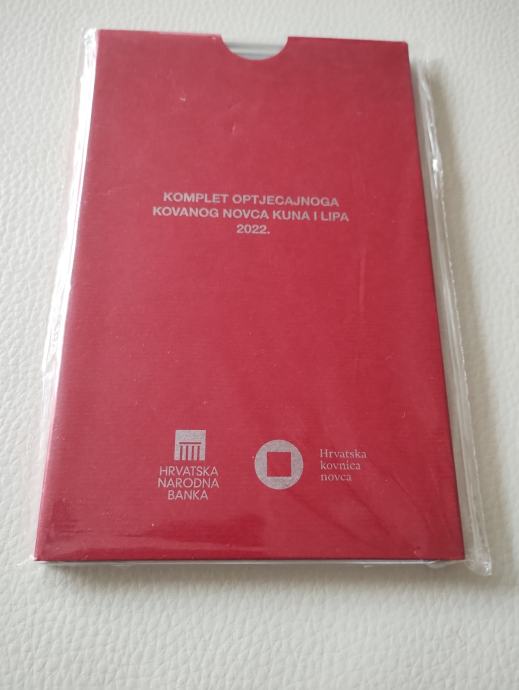 KOMPLET OPTJECAJNOGA
KOVANOG NOVCA KUNA I LIPA
2022.
HRVATSKA
NARODNA
BANKA
Hrvatska
kovnica
novca